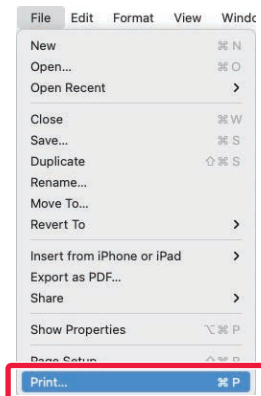 File Edit Format View
New ⌘ N
Open... ⌘ O
Open Recent >
Close ⌘ W
Save... ⌘ S
Duplicate ⇧ ⌘ S
Rename...
Move To...
Revert To >
Insert from iPhone or iPad >
Export as PDF...
Share >
Show Properties ⌥ ⌘ P
Page Setup ⇧ ⌘ P
Print... ⌘ P